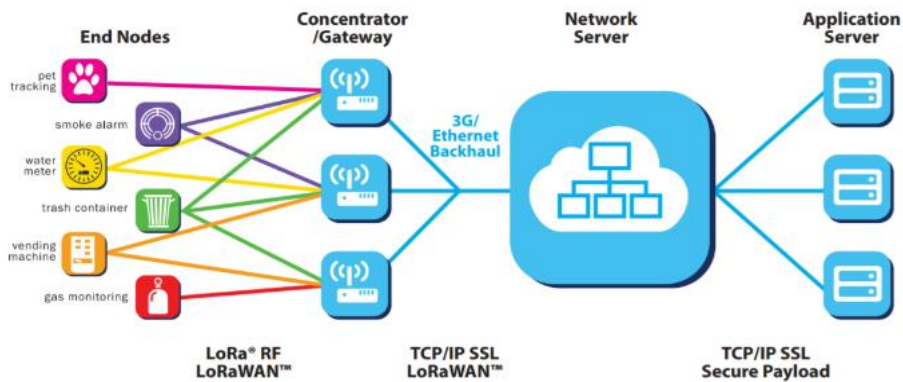 End Nodes
Concentrator
/Gateway
Network
Server
Application
Server
pet
tracking
smoke alarm
water
meter
trash container
vending
machine
gas monitoring
3G/
Ethernet
Backhaul
LoRa® RF
LoRaWAN™
TCP/IP SSL
LoRaWAN™
TCP/IP SSL
Secure Payload